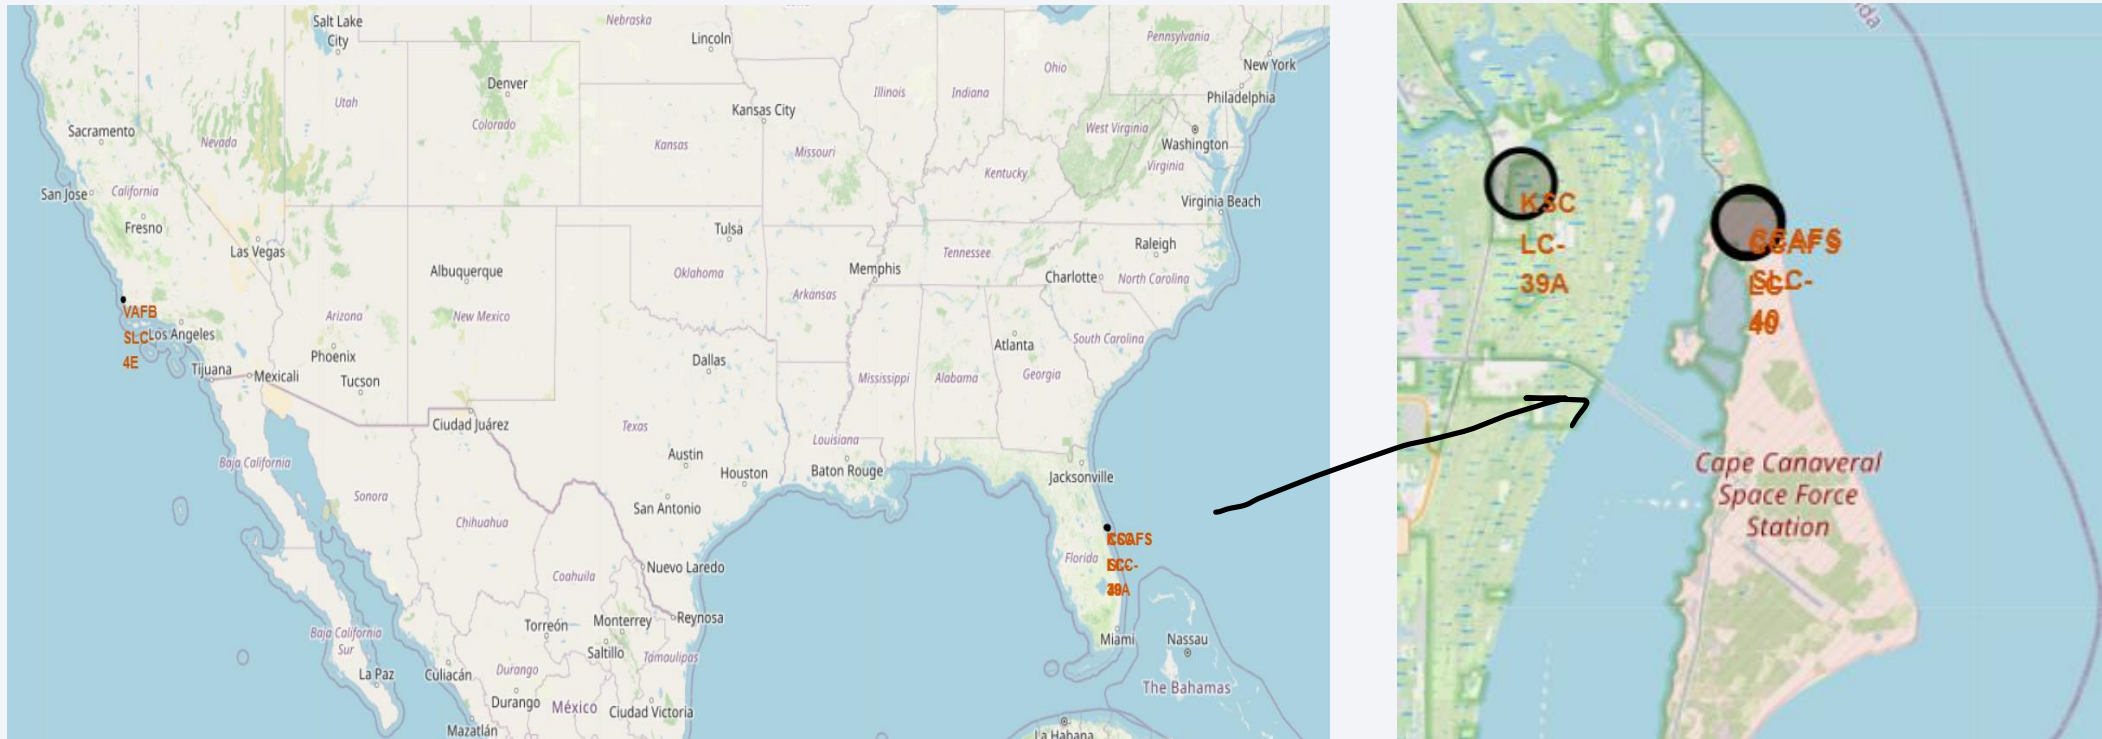 Salt Lake
City
Nebraska
Lincoln
Pennsylvania
New York
Ohio
Denver
Utah
Illinois
Indiana
Kansas City
Philadelphia
Sacramento
Nevada
Colorado
Kansas
Missouri
West Virginia
Washington
Virginia
Kentucky
San Jose
California
Fresno
Virginia Beach
Las Vegas
Tulsa
Raleigh
Albuquerque
Oklahoma
Memphis
Tennessee
Charlotte
North Carolina
Arkansas
VAFB
SLC-
4E
Los Angeles
Arizona
New Mexico
Phoenix
Tucson
Tijuana
Mexicali
Dallas
Atlanta
South Carolina
Mississippi
Alabama
Georgia
Ciudad Juárez
Texas
Louisiana
Baton Rouge
Austin
Houston
Jacksonville
Baja California
Sonora
Chihuahua
San Antonio
Florida
Nuevo Laredo
Coahuila
Reynosa
Monterrey
Torreón
Saltillo
Tamaulipas
Baja California
Sur
La Paz
Culiacán
Durango
Durango
México
Ciudad Victoria
Mazatlán
Miami
Nassau
The Bahamas
La Habana
KSC
LC-
39A
CCAFS
SLC-
40
Cape Canaveral
Space Force
Station